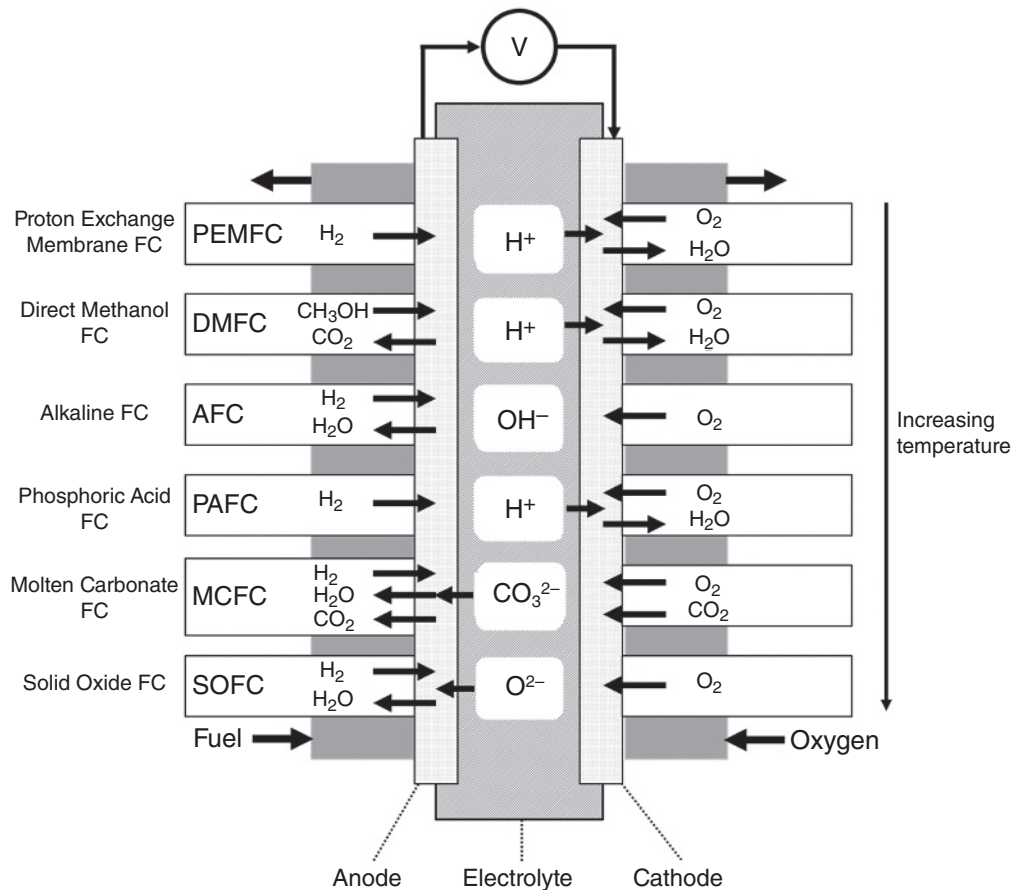 V
Proton Exchange
Membrane FC
PEMFC
H₂
H⁺
O₂
H₂O
Direct Methanol
FC
DMFC
CH₃OH
CO₂
H⁺
O₂
H₂O
Alkaline FC
AFC
H₂
H₂O
OH⁻
O₂
Increasing
temperature
Phosphoric Acid
FC
PAFC
H₂
H⁺
O₂
H₂O
Molten Carbonate
FC
MCFC
H₂
H₂O
CO₂
CO₃²⁻
O₂
CO₂
Solid Oxide FC
SOFC
H₂
H₂O
O²⁻
O₂
Fuel
Oxygen
Anode
Electrolyte
Cathode